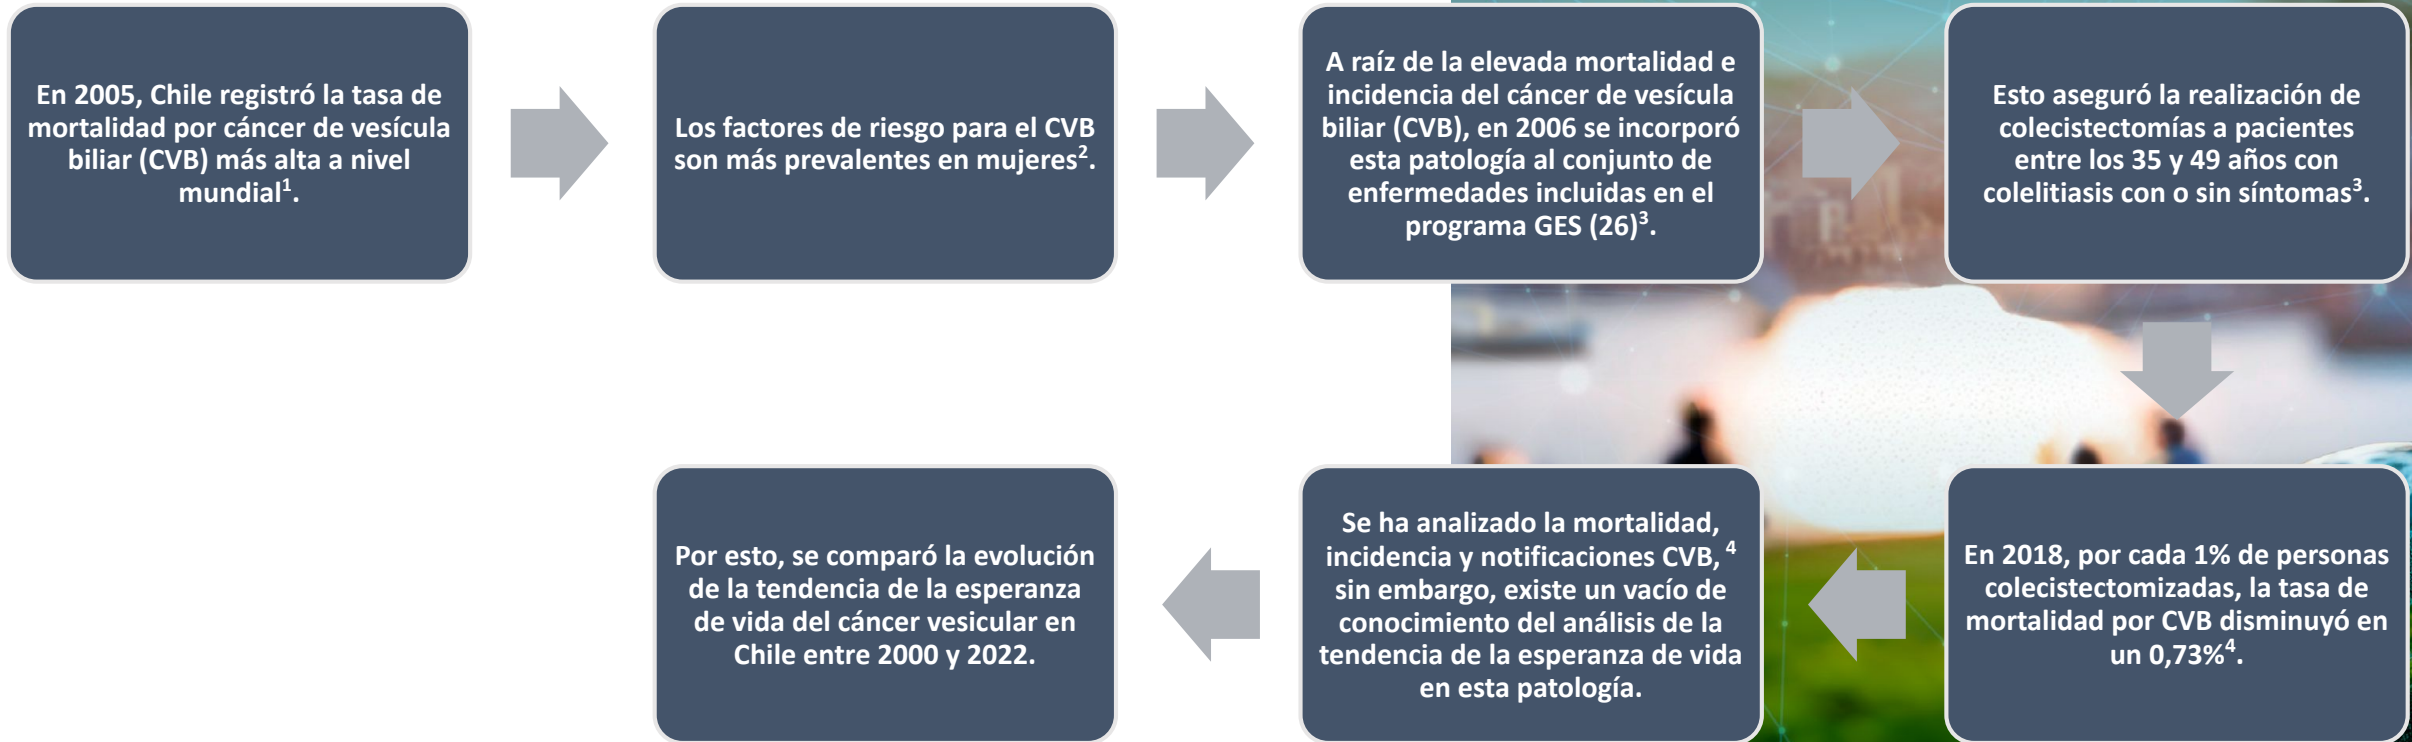 En 2005, Chile registró la tasa de
mortalidad por cáncer de vesícula
biliar (CVB) más alta a nivel
mundial¹.
Los factores de riesgo para el CVB
son más prevalentes en mujeres².
A raíz de la elevada mortalidad e
incidencia del cáncer de vesícula
biliar (CVB), en 2006 se incorporó
esta patología al conjunto de
enfermedades incluidas en el
programa GES (26)³.
Esto aseguró la realización de
colecistectomías a pacientes
entre los 35 y 49 años con
colelitiasis con o sin síntomas³.
En 2018, por cada 1% de personas
colecistectomizadas, la tasa de
mortalidad por CVB disminuyó en
un 0,73%⁴.
Se ha analizado la mortalidad,
incidencia y notificaciones CVB, ⁴
sin embargo, existe un vacío de
conocimiento del análisis de la
tendencia de la esperanza de vida
en esta patología.
Por esto, se comparó la evolución
de la tendencia de la esperanza
de vida del cáncer vesicular en
Chile entre 2000 y 2022.